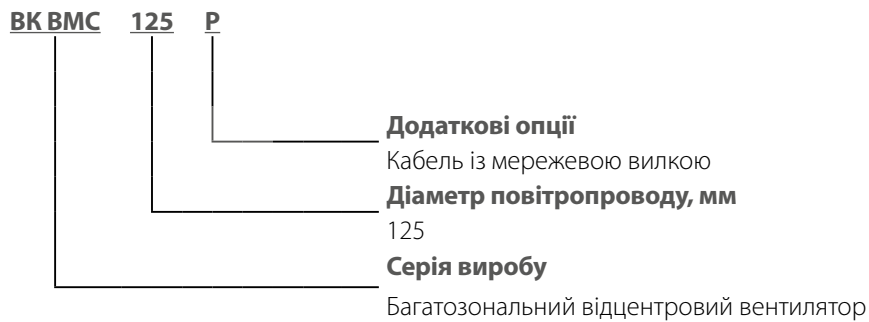 ВК ВМС 125 Р
Додаткові опції
Кабель із мережевою вилкою
Діаметр повітропроводу, мм
125
Серія виробу
Багатозональний відцентровий вентилятор